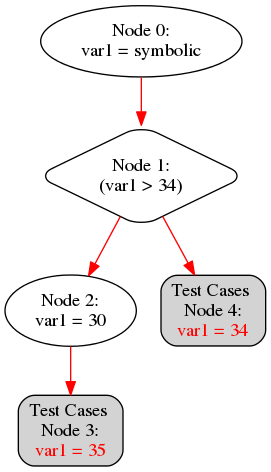 Node 0:
var1 = symbolic
Node 1:
(var1 > 34)
Node 2:
var1 = 30
Test Cases
Node 4:
var1 = 34
Test Cases
Node 3:
var1 = 35